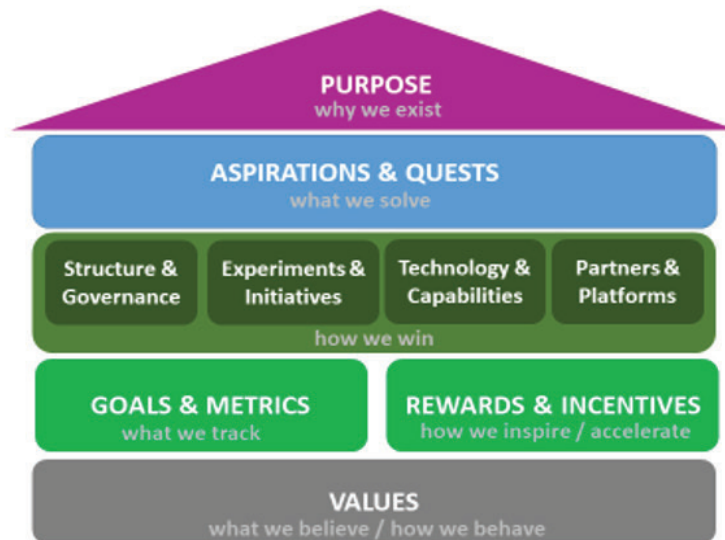 PURPOSE
why we exist
ASPIRATIONS & QUESTS
what we solve
Structure &
Governance
Experiments &
Initiatives
Technology &
Capabilities
Partners &
Platforms
how we win
GOALS & METRICS
what we track
REWARDS & INCENTIVES
how we inspire / accelerate
VALUES
what we believe / how we behave